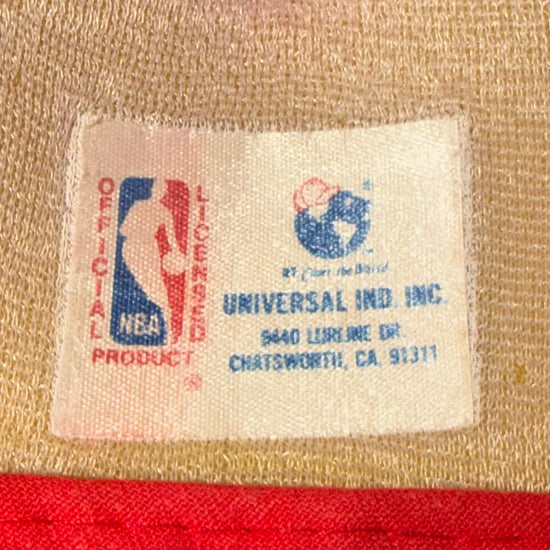 OFFICIAL
LICENSED
NBA
PRODUCT
®
UNIVERSAL IND. INC.
9440 LURLINE DR.
CHATSWORTH, CA. 91311